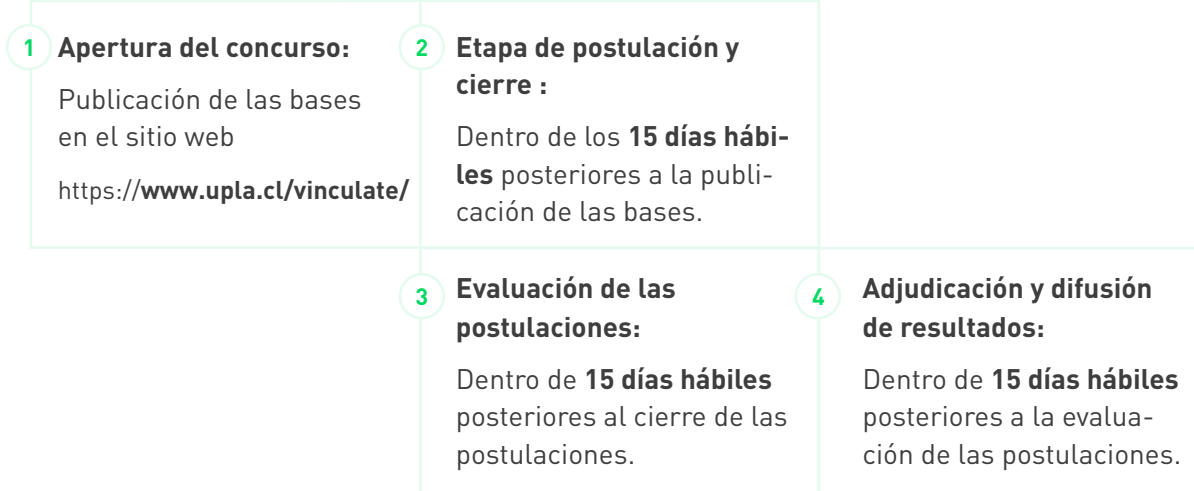 1
Apertura del concurso:
Publicación de las bases
en el sitio web
https://www.upla.cl/vinculate/
2
Etapa de postulación y
cierre :
Dentro de los 15 días hábi-
les posteriores a la publi-
cación de las bases.
3
Evaluación de las
postulaciones:
Dentro de 15 días hábiles
posteriores al cierre de las
postulaciones.
4
Adjudicación y difusión
de resultados:
Dentro de 15 días hábiles
posteriores a la evalua-
ción de las postulaciones.